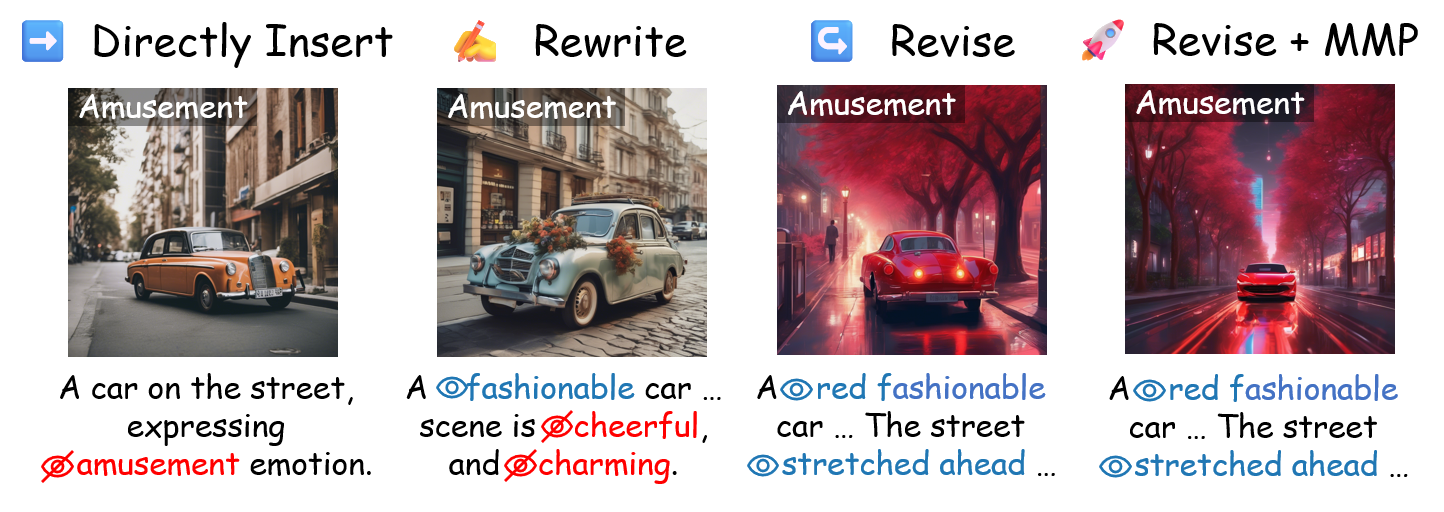 Directly Insert
Rewrite
Revise
Revise + MMP
Amusement
Amusement
Amusement
Amusement
A car on the street,
expressing
amusement emotion.
A fashionable car ...
scene is cheerful,
and charming.
A red fashionable
car ... The street
stretched ahead ...
A red fashionable
car ... The street
stretched ahead ...